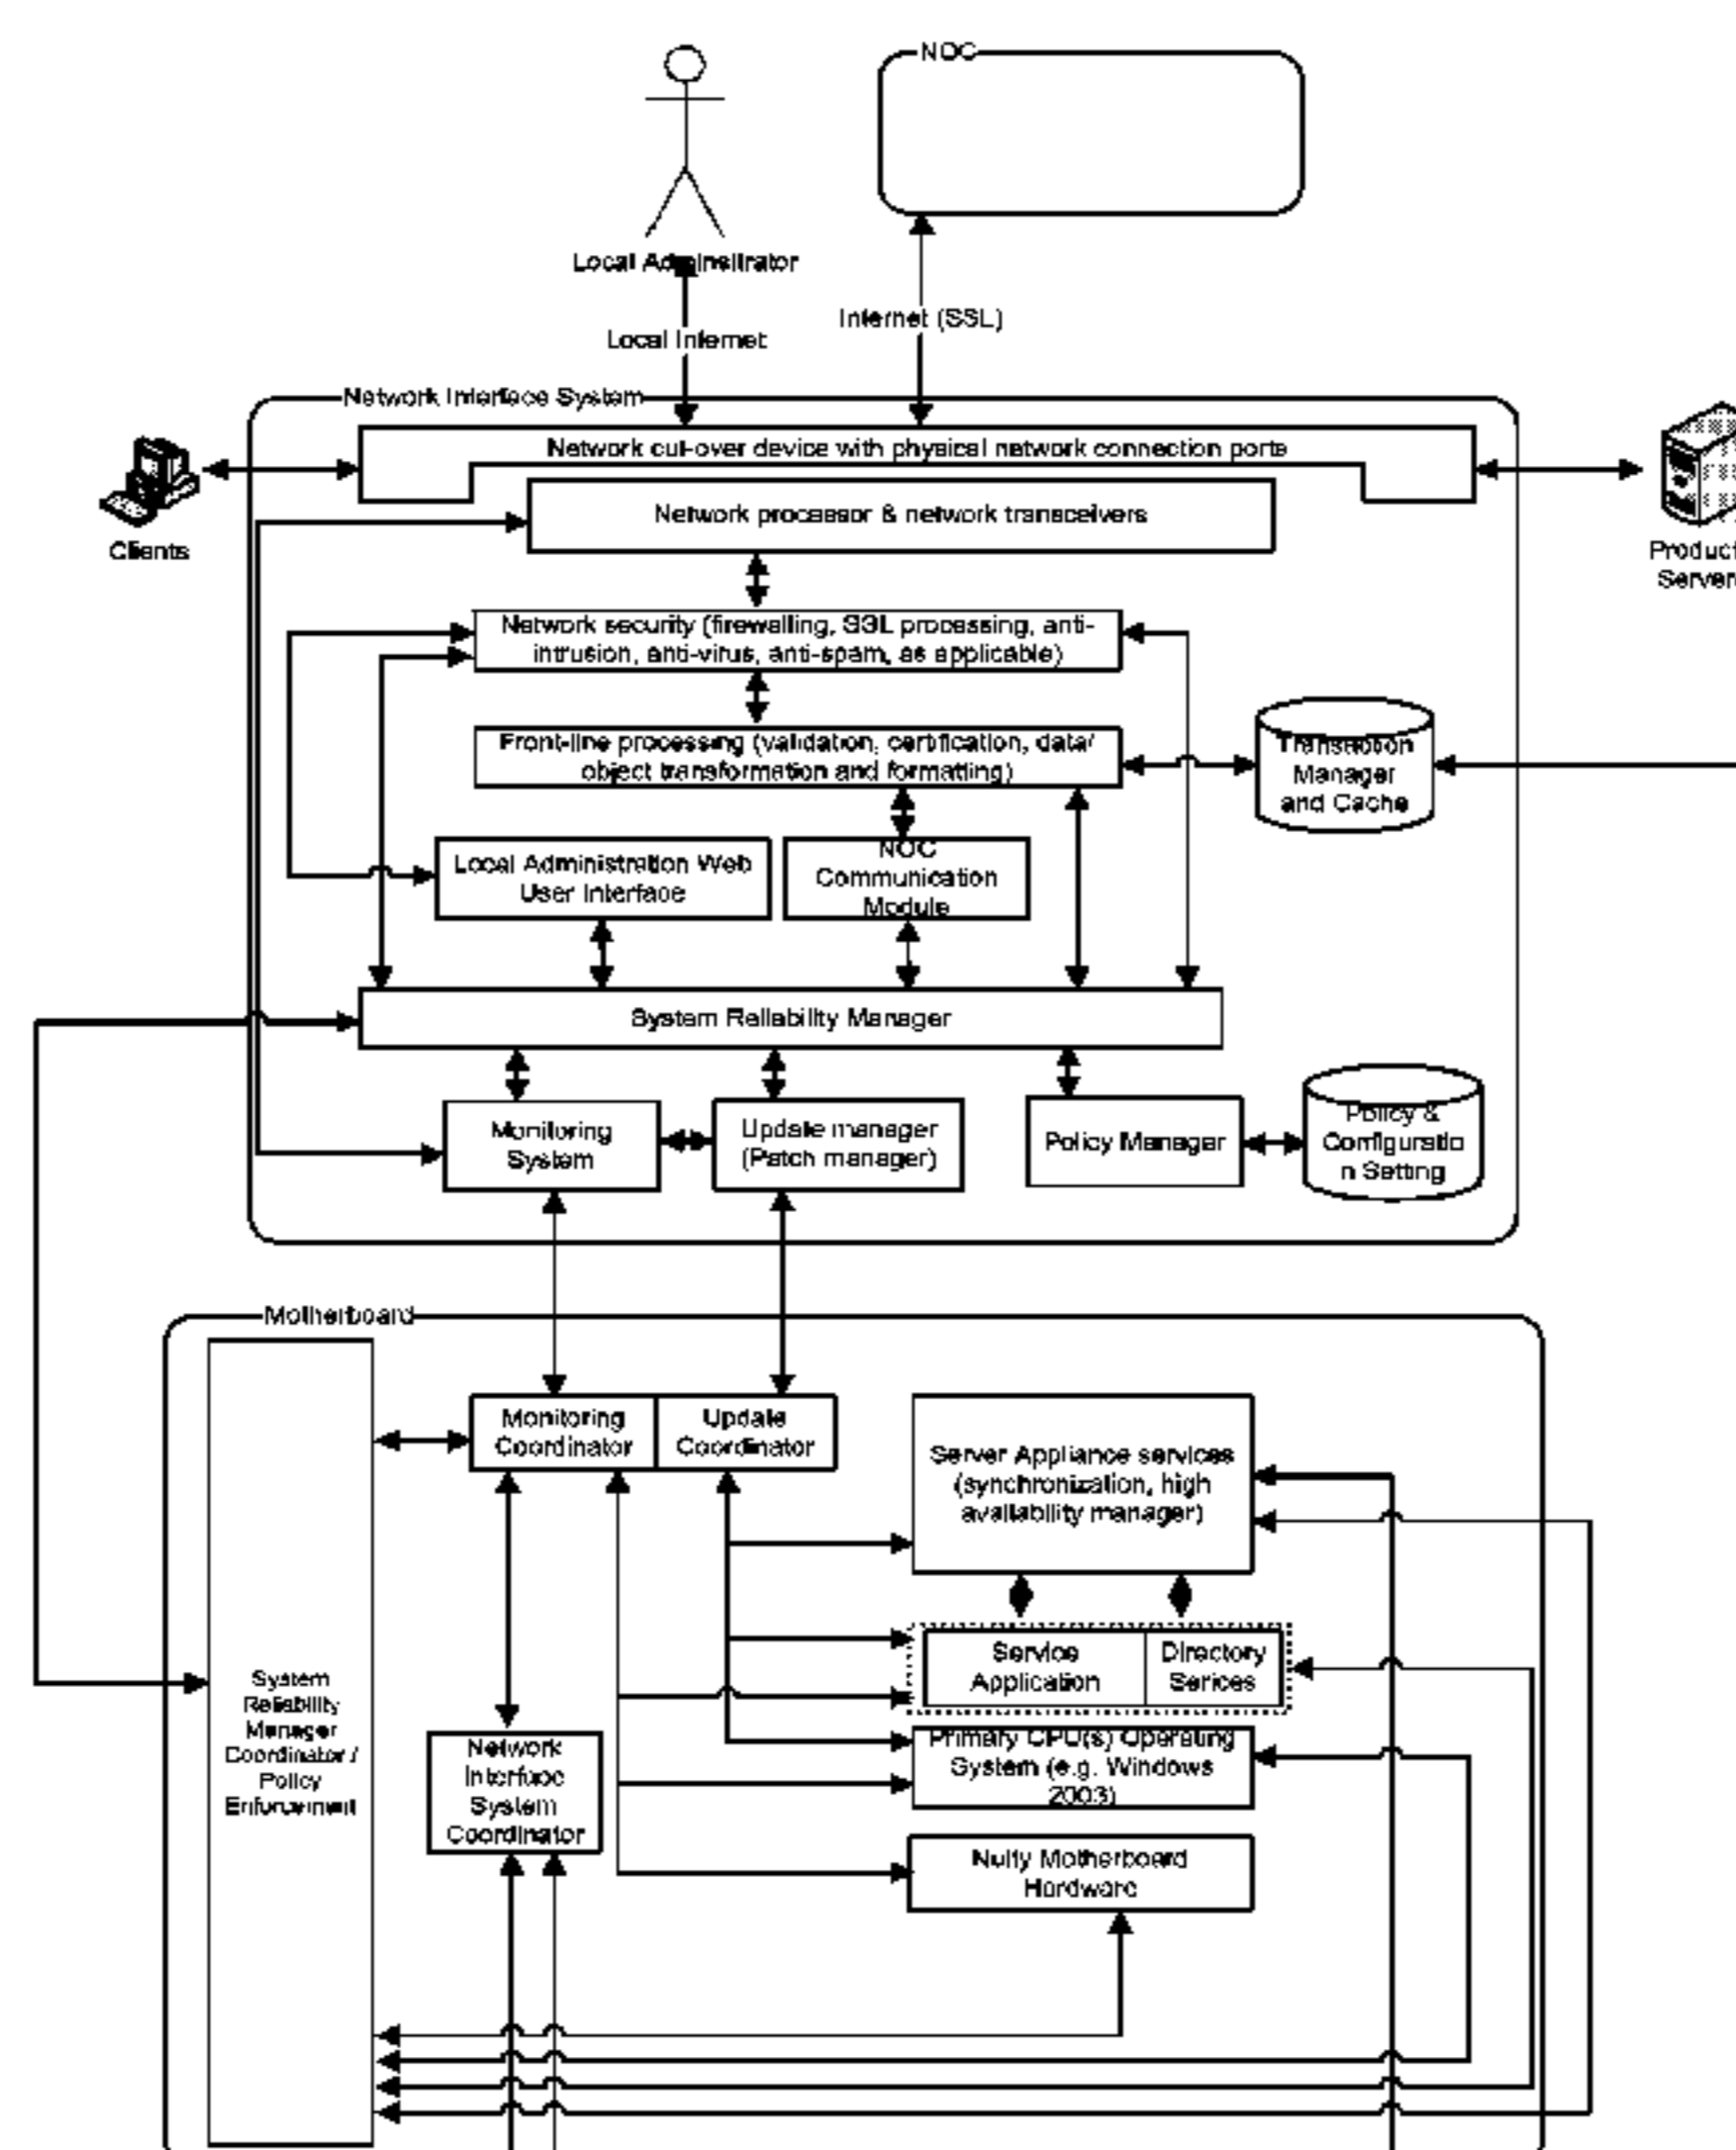 NOC
Local Adminsitrator
Internet (SSL)
Local Internet
Network Interface System
Network cut-over device with physical network connection ports
Network processor & network transceivers
Clients
Product
Server
Network security (firewalling, SSL processing, anti-
intrusion, anti-virus, anti-spam, as applicable)
Front-line processing (validation, certification, data/
object transformation and formatting)
Transaction
Manager
and Cache
Local Administration Web
User Interface
NOC
Communication
Module
System Reliability Manager
Monitoring
System
Update manager
(Patch manager)
Policy Manager
Policy &
Configuratio
n Setting
Motherboard
Monitoring
Coordinator
Update
Coordinator
Server Appliance services
(synchronization, high
availability manager)
Service
Application
Directory
Serices
System
Reliability
Manager
Coordinator /
Policy
Enforcement
Network
Interface
System
Coordinator
Primary CPU(s) Operating
System (e.g. Windows
2003)
Nulty Motherboard
Hardware